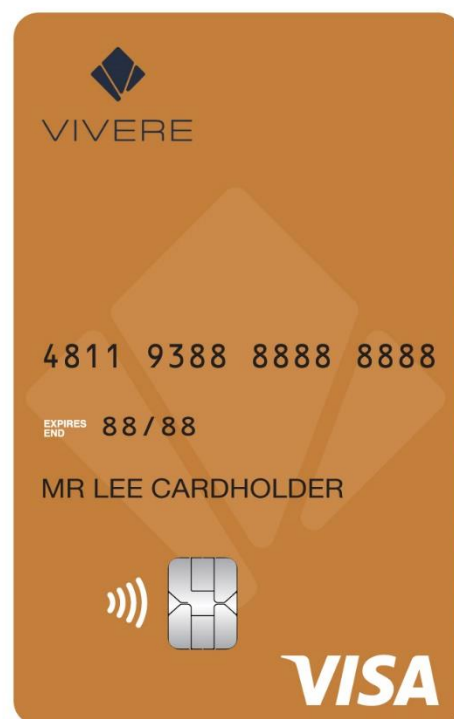 VIVERE
4811 9388 8888 8888
EXPIRES
END 88/88
MR LEE CARDHOLDER
VISA